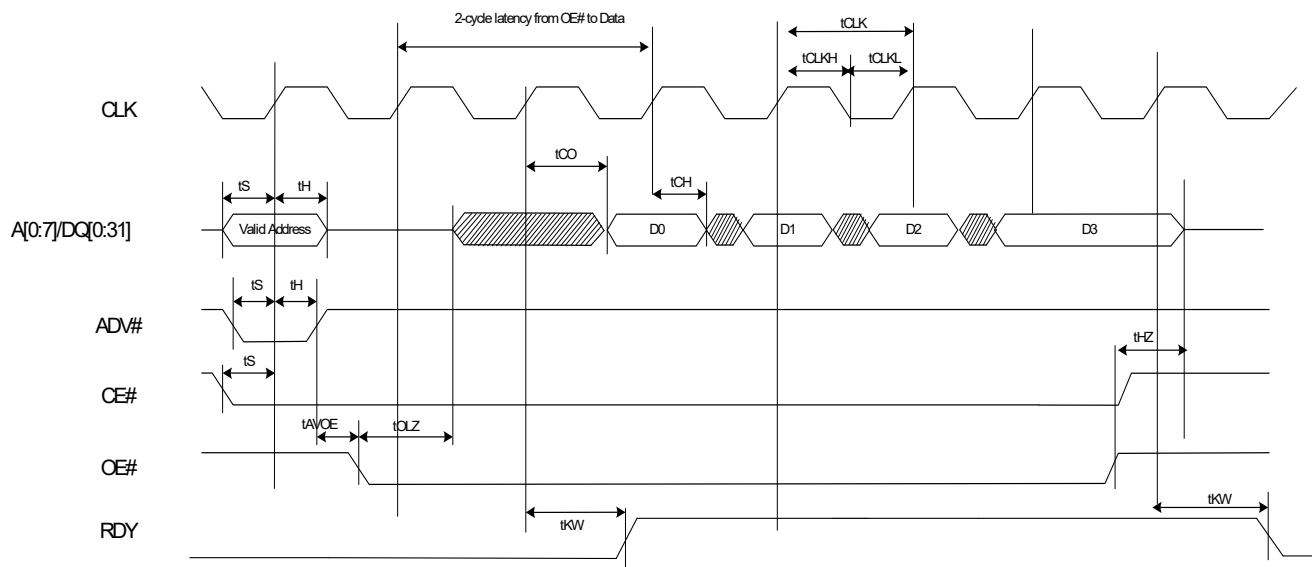 2-cycle latency from OE# to Data
tCLK
tCLKH
tCLKL
CLK
tCO
tCH
tS
tH
A[0:7]/DQ[0:31]
Valid Address
D0
D1
D2
D3
tS
tH
ADV#
tHZ
tS
CE#
tAVOE
tOLZ
OE#
tKW
tKW
RDY